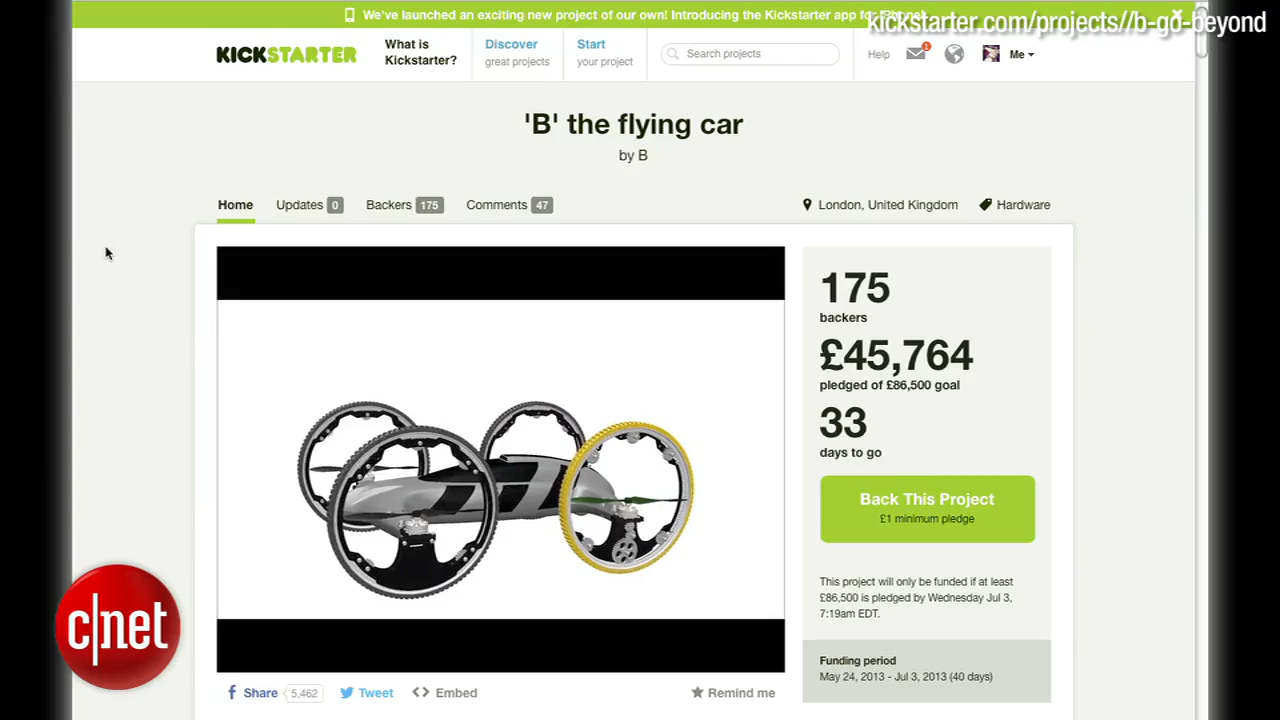 We've launched an exciting new project of our own! Introducing the Kickstarter app for iPhone!
kickstarter.com/projects//b-go-beyond
KICKSTARTER
What is
Kickstarter?
Discover
great projects
Start
your project
Search projects
Help
1
Me
'B' the flying car
by B
Home
Updates 0
Backers 175
Comments 47
London, United Kingdom
Hardware
175
backers
£45,764
pledged of £86,500 goal
33
days to go
Back This Project
£1 minimum pledge
This project will only be funded if at least
£86,500 is pledged by Wednesday Jul 3,
7:19am EDT.
Funding period
May 24, 2013 - Jul 3, 2013 (40 days)
c|net
Share 5,462
Tweet
Embed
Remind me